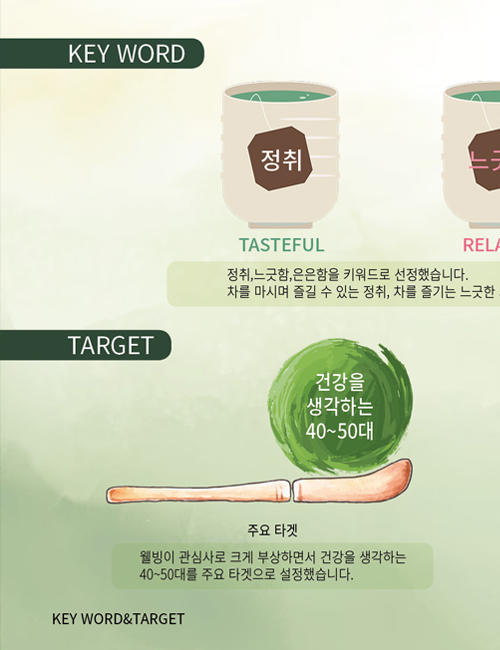 KEY WORD
정취
TASTEFUL
정취,느긋함,은은함을 키워드로 선정했습니다.
차를 마시며 즐길 수 있는 정취, 차를 즐기는 느긋한
TARGET
건강을
생각하는
40~50대
주요 타겟
웰빙이 관심사로 크게 부상하면서 건강을 생각하는
40~50대를 주요 타겟으로 설정했습니다.
KEY WORD&TARGET